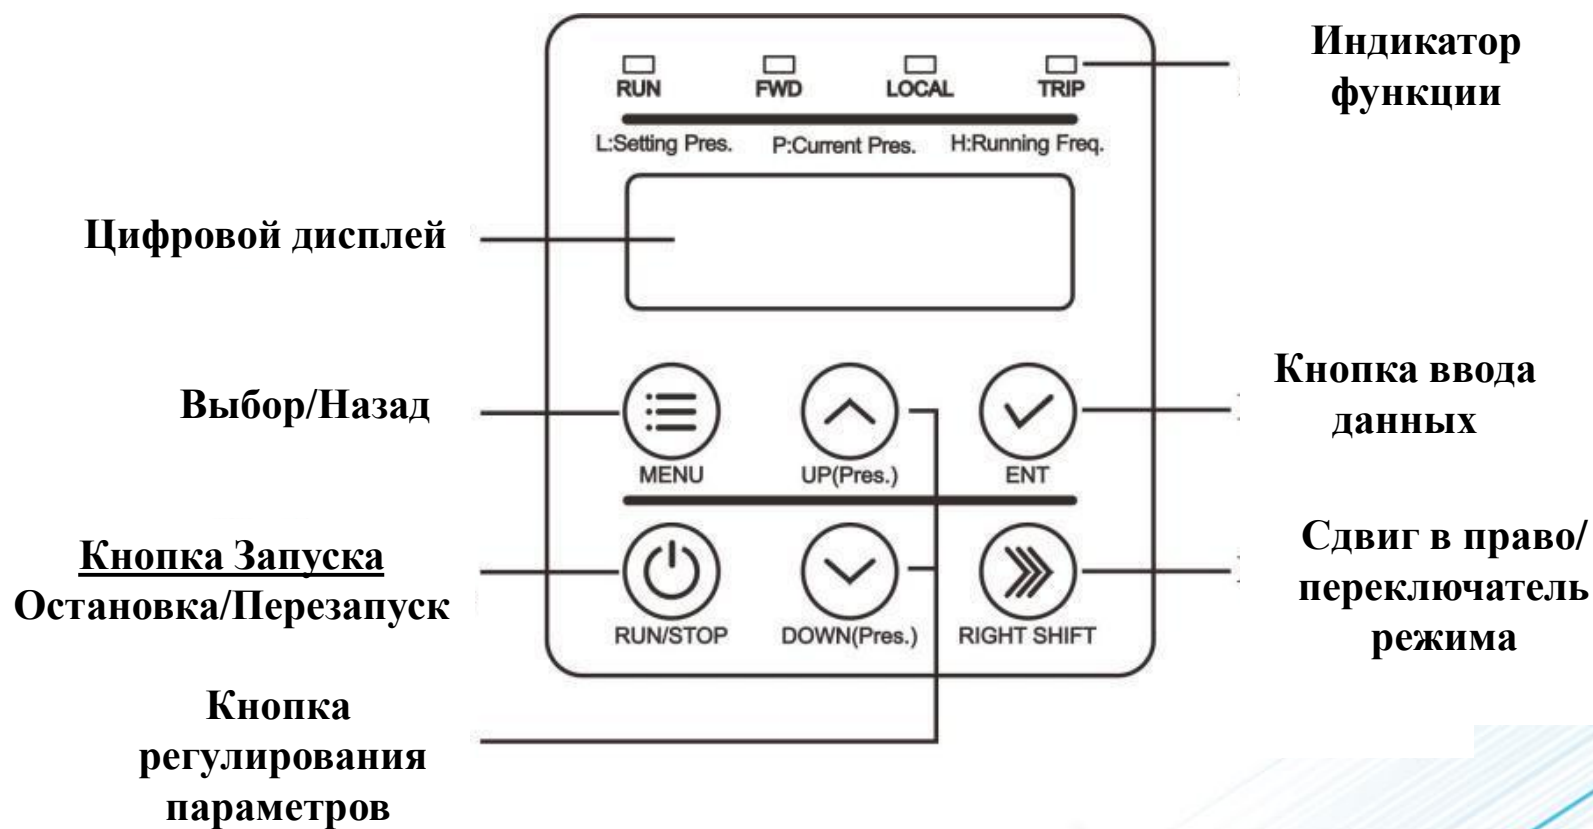 Индикатор
функции
RUN FWD LOCAL TRIP
L:Setting Pres. P:Current Pres. H:Running Freq.
Цифровой дисплей
Выбор/Назад
Кнопка ввода
данных
MENU UP(Pres.) ENT
Кнопка Запуска
Остановка/Перезапуск
Сдвиг в право/
переключатель
режима
RUN/STOP DOWN(Pres.) RIGHT SHIFT
Кнопка
регулирования
параметров